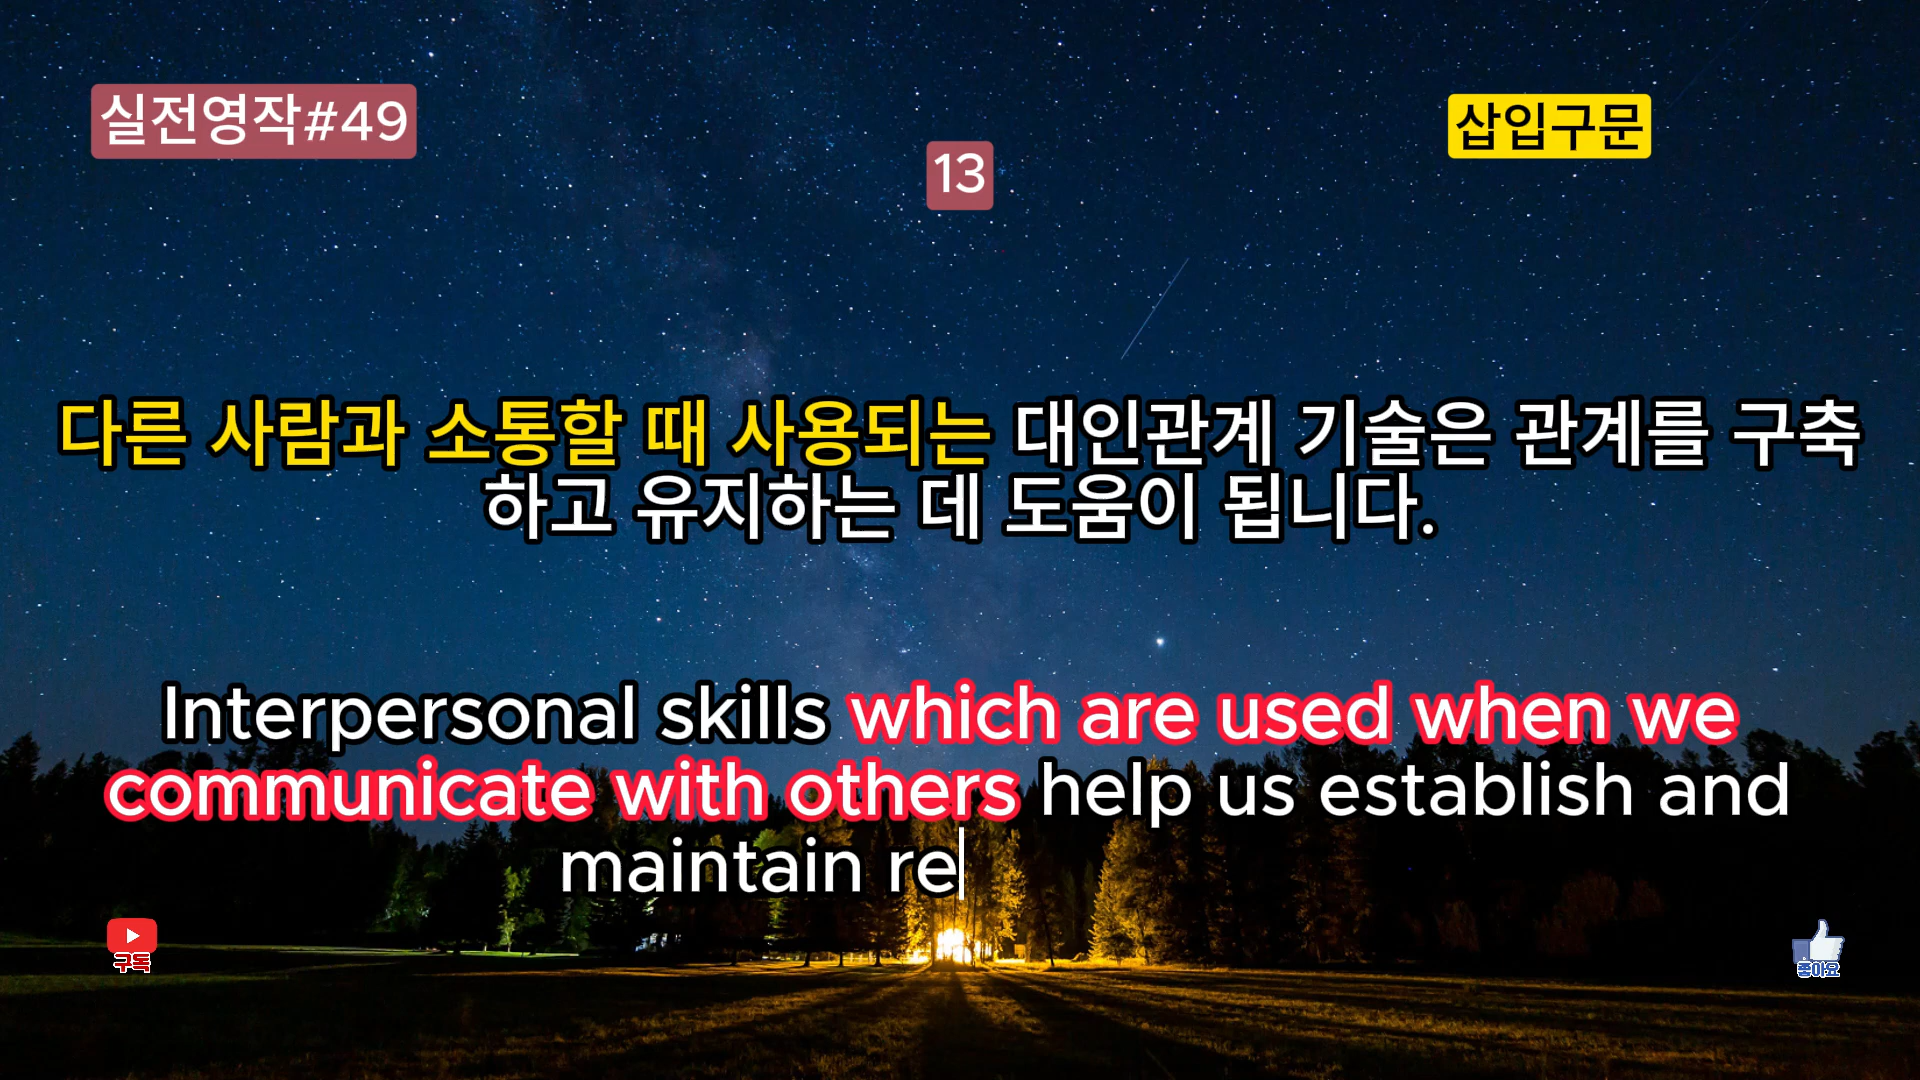 실전영작#49
삽입구문
13
다른 사람과 소통할 때 사용되는 대인관계 기술은 관계를 구축
하고 유지하는 데 도움이 됩니다.
Interpersonal skills which are used when we
communicate with others help us establish and
maintain re
구독
좋아요